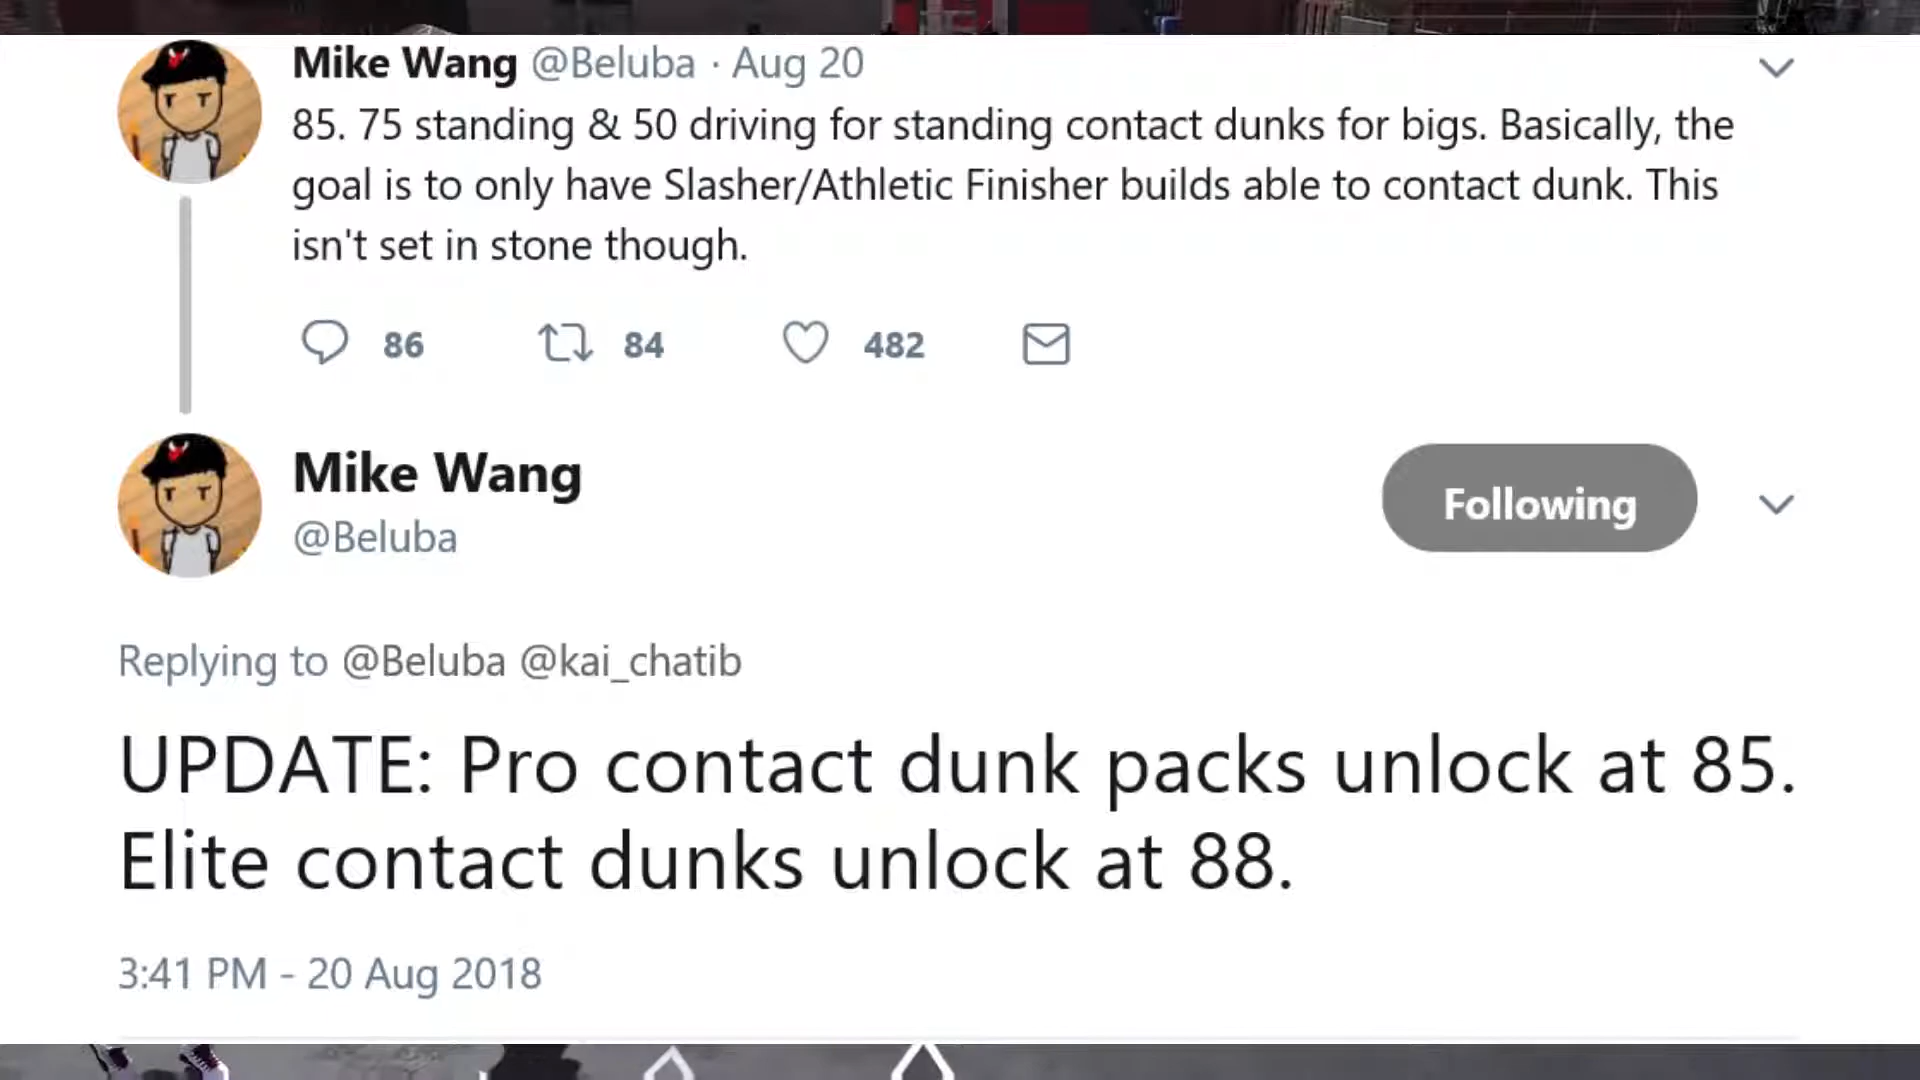 Mike Wang @Beluba · Aug 20
85. 75 standing & 50 driving for standing contact dunks for bigs. Basically, the
goal is to only have Slasher/Athletic Finisher builds able to contact dunk. This
isn't set in stone though.
86 84 482
Mike Wang
@Beluba
Following
Replying to @Beluba @kai_chatib
UPDATE: Pro contact dunk packs unlock at 85.
Elite contact dunks unlock at 88.
3:41 PM - 20 Aug 2018